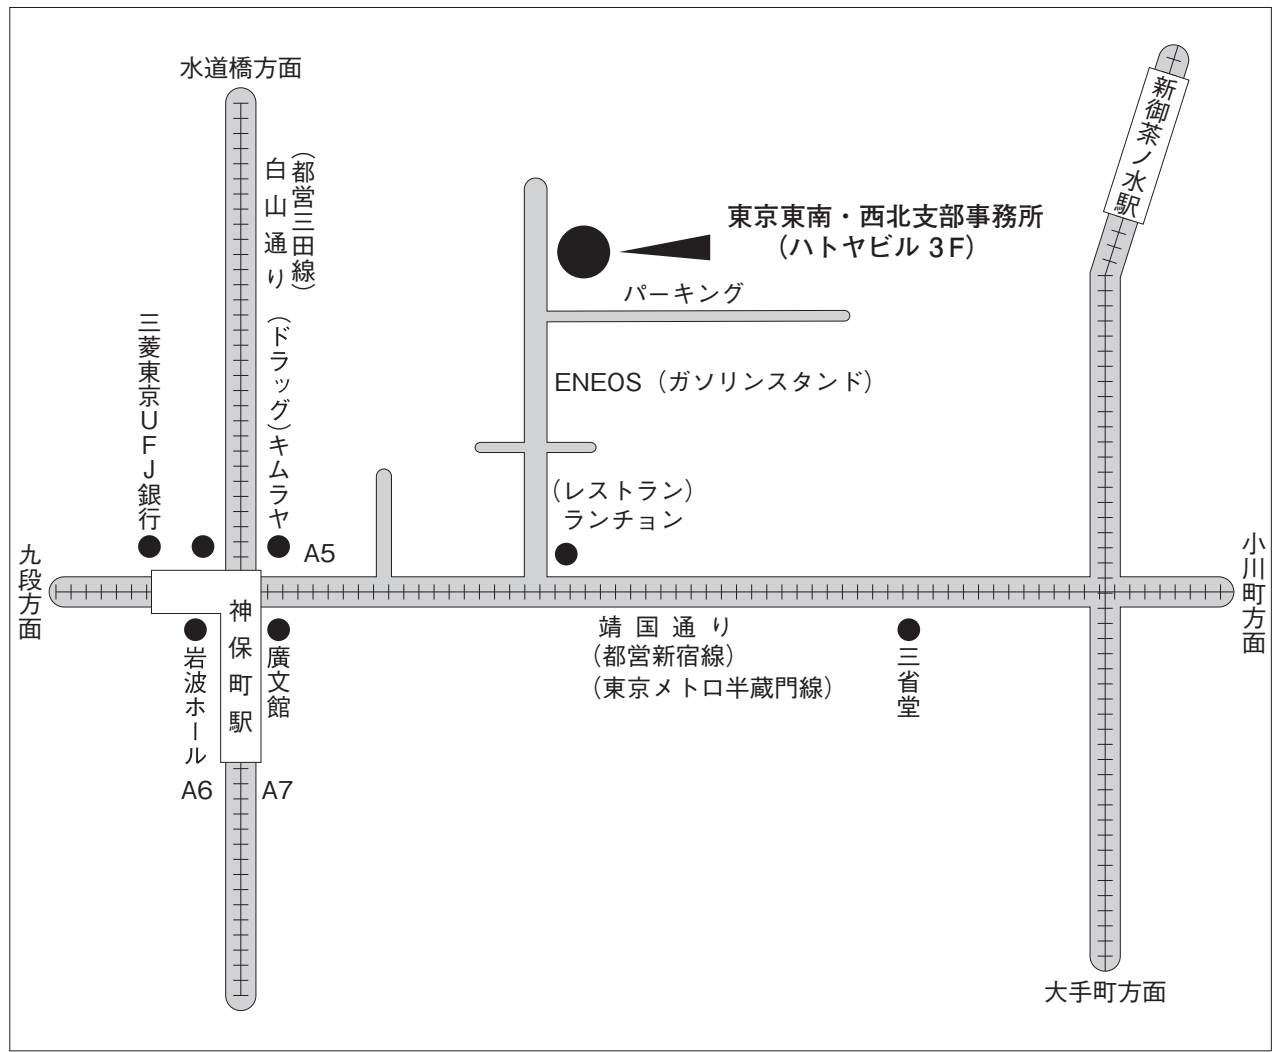 水道橋方面
白山通り
（都営三田線）
新御茶ノ水駅
東京東南・西北支部事務所
（ハトヤビル 3F）
パーキング
ENEOS（ガソリンスタンド）
三菱東京UFJ銀行
（ドラッグ）キムラヤ
A5
（レストラン）
ランチョン
九段方面
小川町方面
神保町駅
岩波ホール
廣文館
靖国通り
（都営新宿線）
（東京メトロ半蔵門線）
三省堂
A6
A7
大手町方面